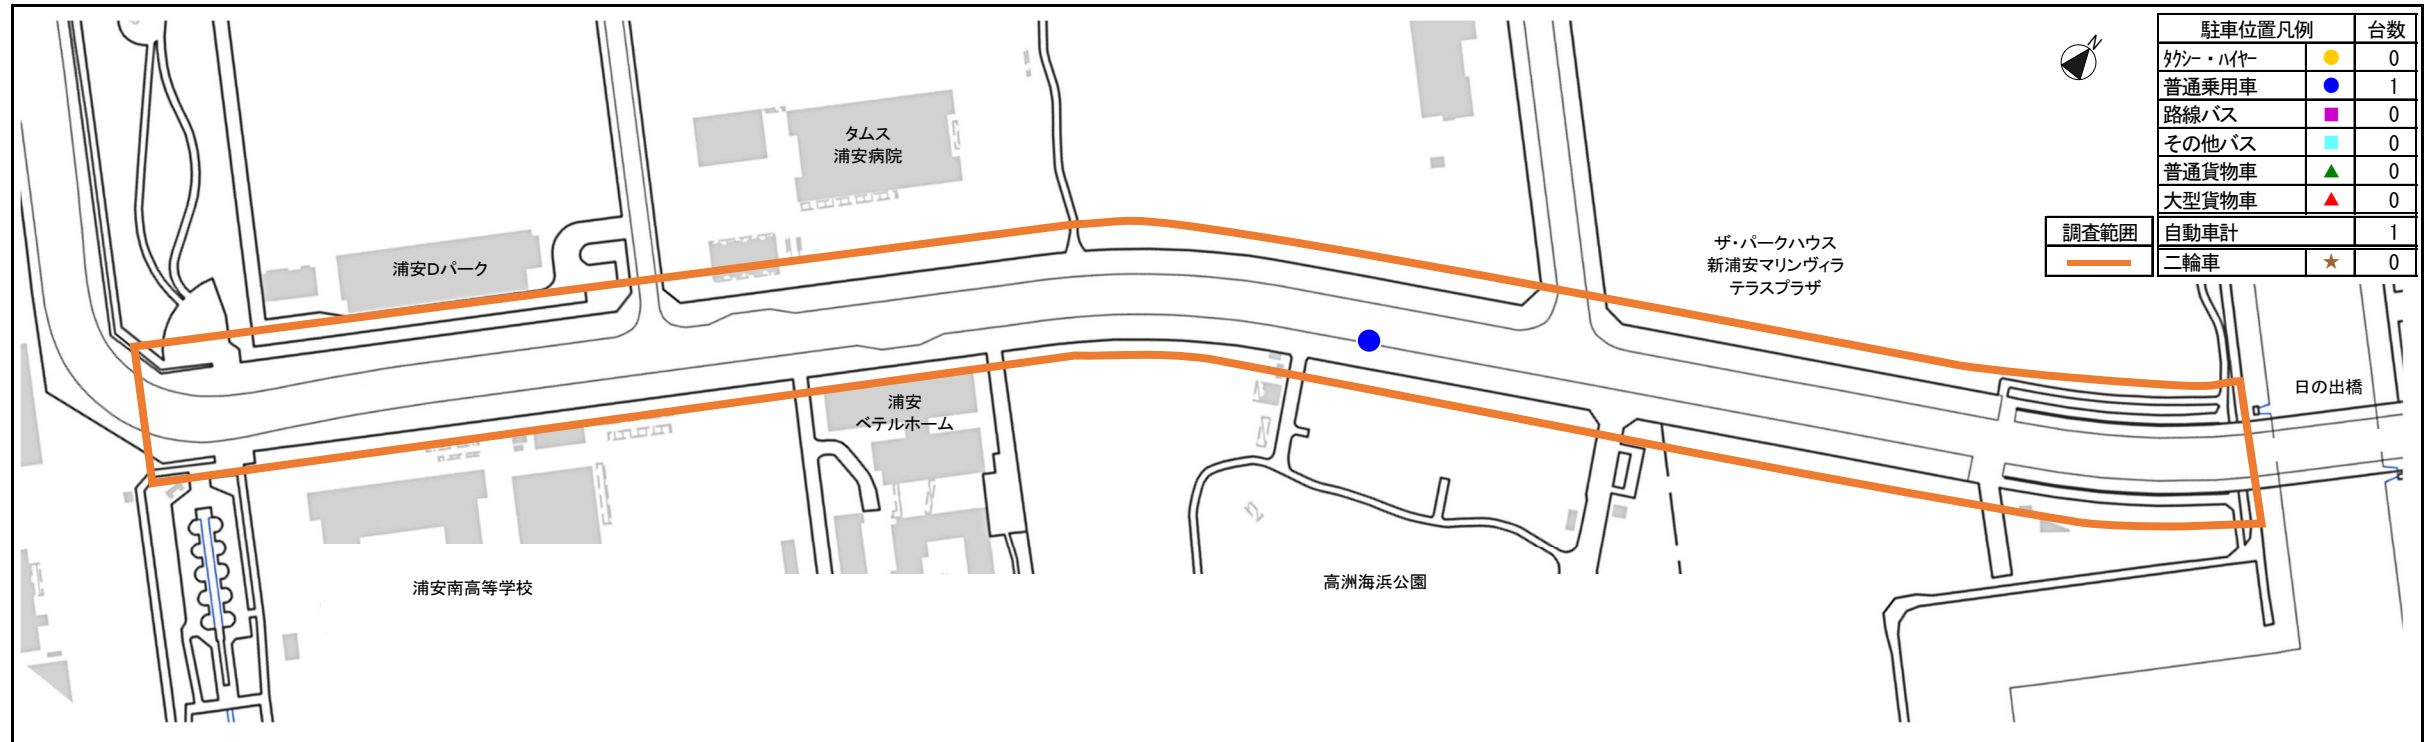 駐車位置凡例 台数
タクシー・ハイヤー 0
普通乗用車 1
路線バス 0
その他バス 0
普通貨物車 0
大型貨物車 0
自動車計 1
二輪車 0
調査範囲
N
タムス
浦安病院
浦安Dパーク
ザ・パークハウス
新浦安マリンヴィラ
テラスプラザ
日の出橋
浦安
ベテルホーム
浦安南高等学校
高洲海浜公園